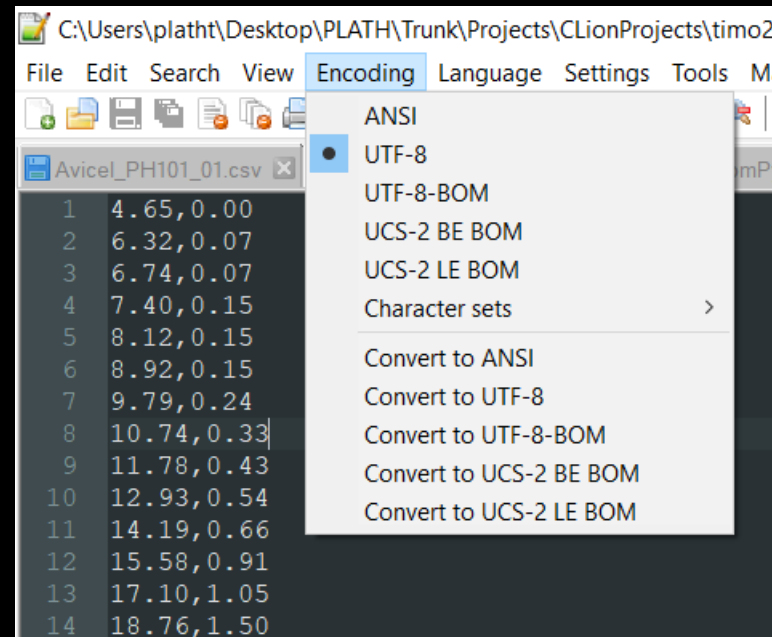 C:\Users\platht\Desktop\PLATH\Trunk\Projects\CLionProjects\timo2
File Edit Search View Encoding Language Settings Tools M
Avicel_PH101_01.csv
omP
ANSI
UTF-8
UTF-8-BOM
UCS-2 BE BOM
UCS-2 LE BOM
Character sets >
Convert to ANSI
Convert to UTF-8
Convert to UTF-8-BOM
Convert to UCS-2 BE BOM
Convert to UCS-2 LE BOM
1 4.65,0.00
2 6.32,0.07
3 6.74,0.07
4 7.40,0.15
5 8.12,0.15
6 8.92,0.15
7 9.79,0.24
8 10.74,0.33
9 11.78,0.43
10 12.93,0.54
11 14.19,0.66
12 15.58,0.91
13 17.10,1.05
14 18.76,1.50